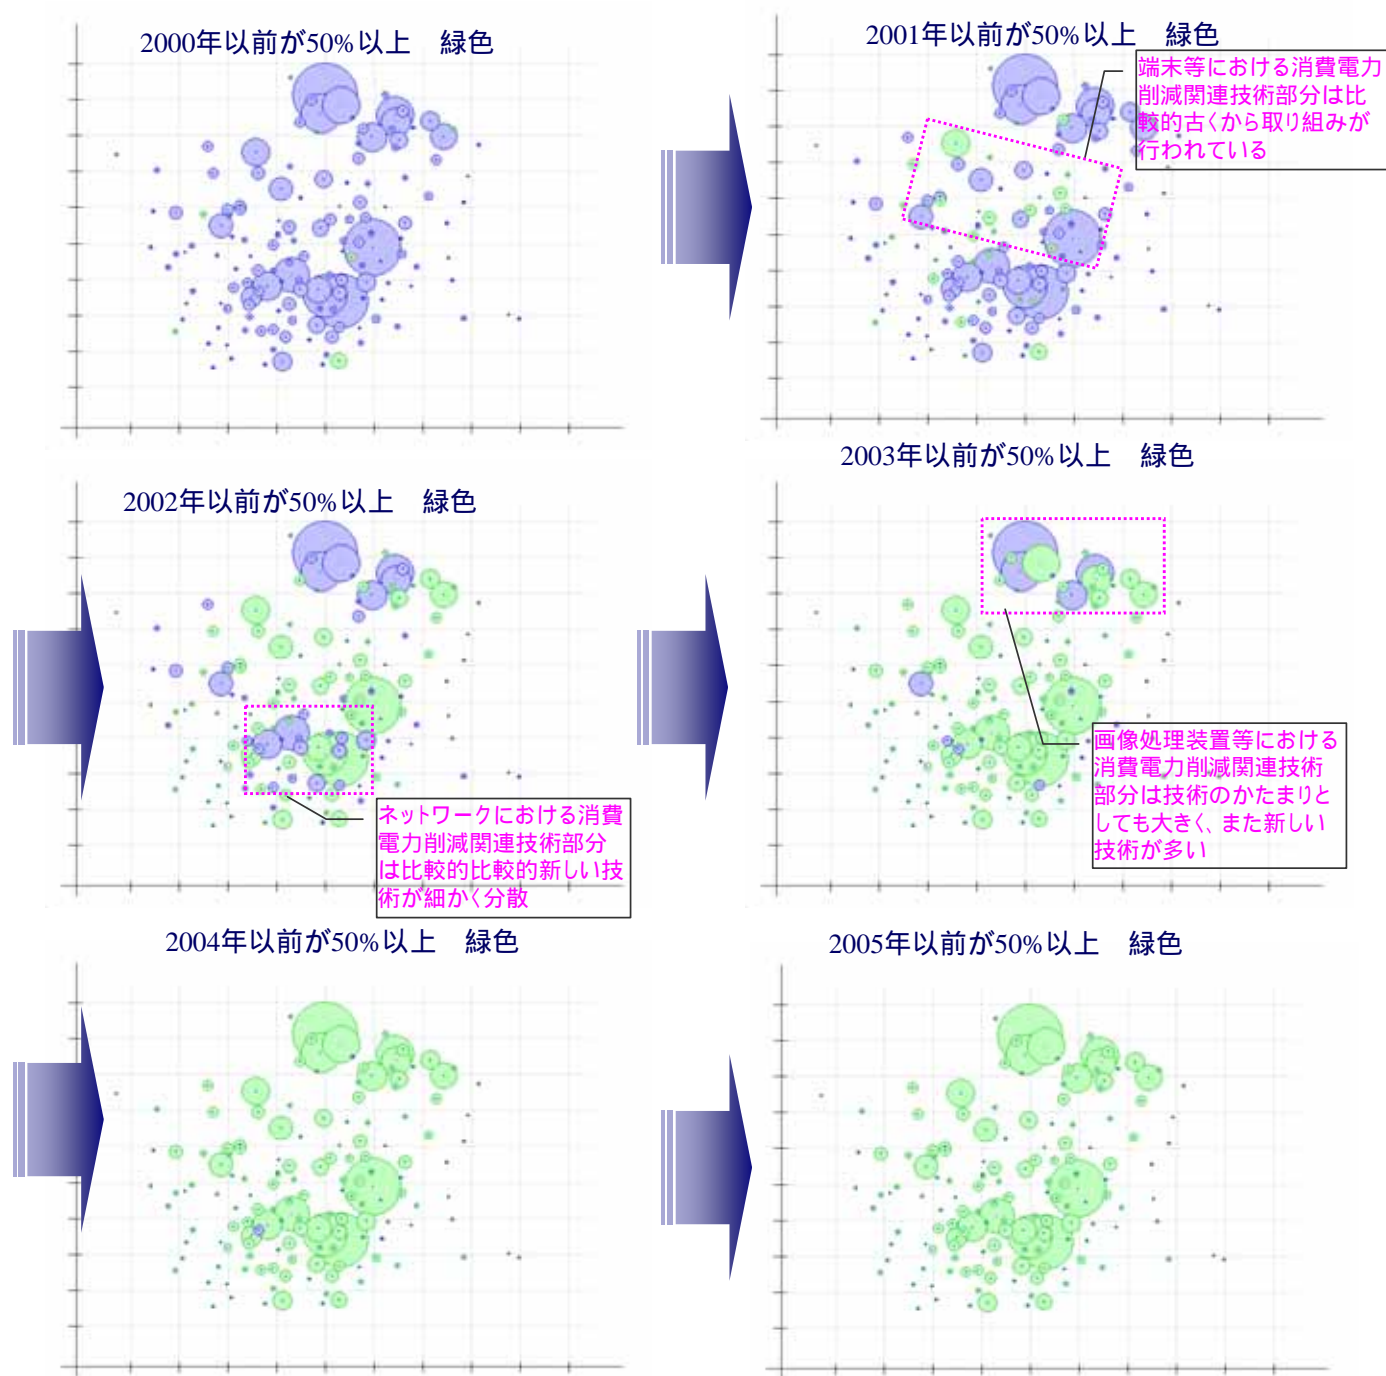 2000年以前が50%以上　緑色
2001年以前が50%以上　緑色
端末等における消費電力
削減関連技術部分は比
較的古くから取り組みが
行われている
2002年以前が50%以上　緑色
ネットワークにおける消費
電力削減関連技術部分
は比較的比較的新しい技
術が細かく分散
2003年以前が50%以上　緑色
画像処理装置等における
消費電力削減関連技術
部分は技術のかたまりと
しても大きく、また新しい
技術が多い
2004年以前が50%以上　緑色
2005年以前が50%以上　緑色